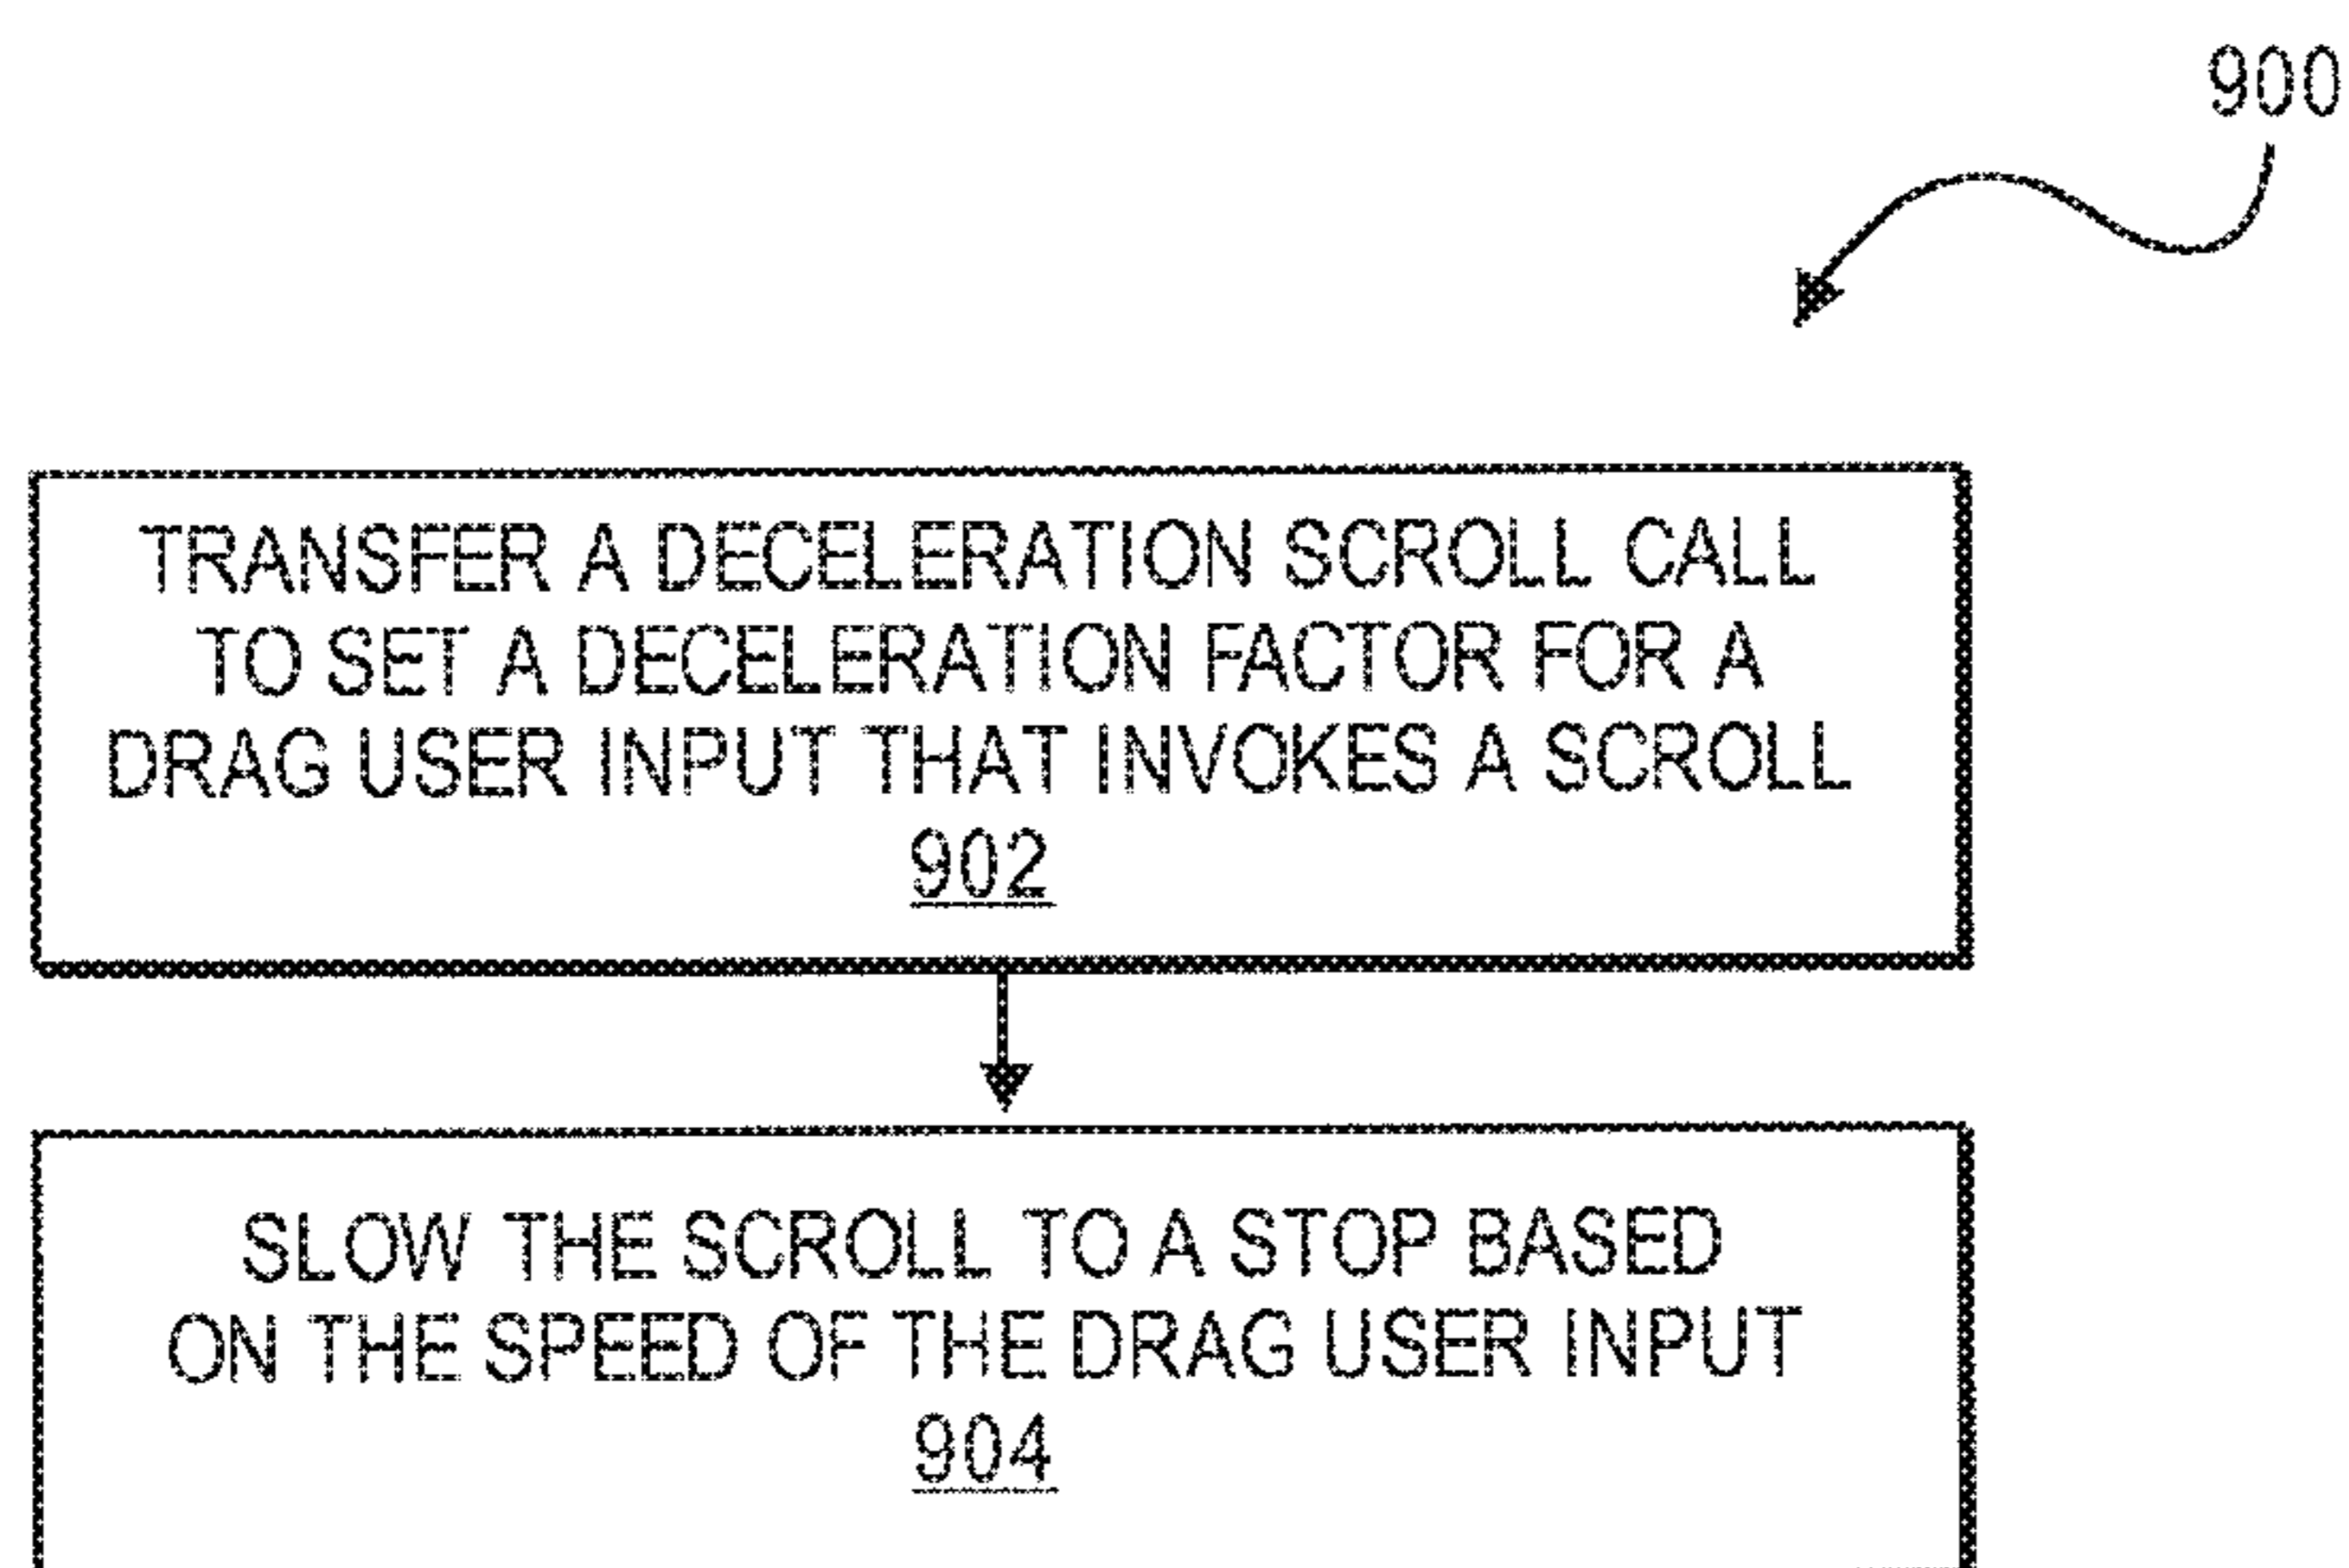 900
TRANSFER A DECELERATION SCROLL CALL
TO SET A DECELERATION FACTOR FOR A
DRAG USER INPUT THAT INVOKES A SCROLL
902
SLOW THE SCROLL TO A STOP BASED
ON THE SPEED OF THE DRAG USER INPUT
904